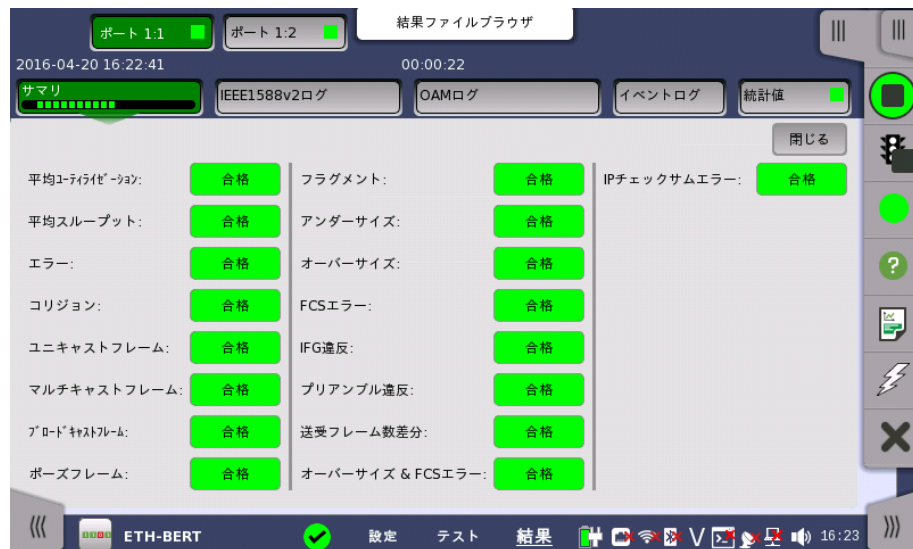 結果ファイルブラウザ
ポート 1:1
ポート 1:2
2016-04-20 16:22:41
00:00:22
サマリ
IEEE1588v2ログ
OAMログ
イベントログ
統計値
閉じる
平均ﾕｰﾃｨﾗｲｾﾞｰｼｮﾝ: 合格
フラグメント: 合格
IPチェックサムエラー: 合格
平均スループット: 合格
アンダーサイズ: 合格
エラー: 合格
オーバーサイズ: 合格
コリジョン: 合格
FCSエラー: 合格
ユニキャストフレーム: 合格
IFG違反: 合格
マルチキャストフレーム: 合格
プリアンブル違反: 合格
ﾌﾞﾛｰﾄﾞｷｬｽﾄﾌﾚｰﾑ: 合格
送受フレーム数差分: 合格
ポーズフレーム: 合格
オーバーサイズ & FCSエラー: 合格
ETH-BERT
設定
テスト
結果
V
16:23